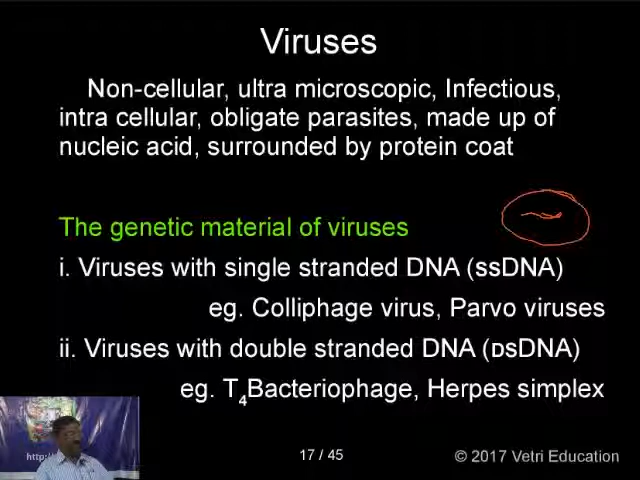 Viruses
Non-cellular, ultra microscopic, Infectious,
intra cellular, obligate parasites, made up of
nucleic acid, surrounded by protein coat
The genetic material of viruses
i. Viruses with single stranded DNA (ssDNA)
eg. Colliphage virus, Parvo viruses
ii. Viruses with double stranded DNA (DsDNA)
eg. T4Bacteriophage, Herpes simplex
http:/
17 / 45
© 2017 Vetri Education